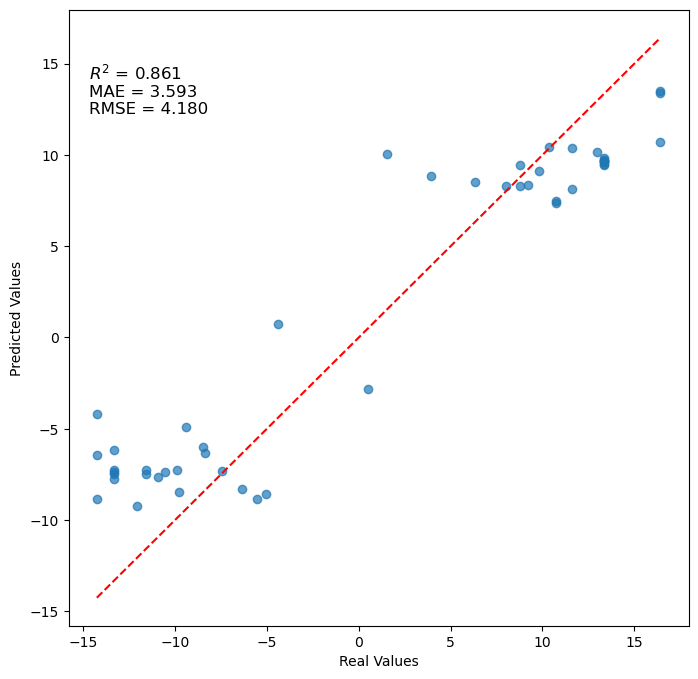 R² = 0.861
MAE = 3.593
RMSE = 4.180
15
10
5
0
−5
−10
−15
Predicted Values
−15 −10 −5 0 5 10 15
Real Values